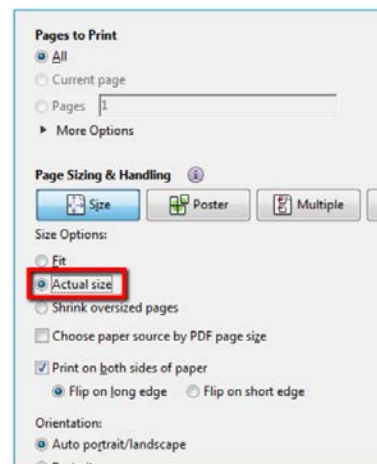 Pages to Print
All
Current page
Pages 1
More Options
Page Sizing & Handling
Size Poster Multiple
Size Options:
Fit
Actual size
Shrink oversized pages
Choose paper source by PDF page size
Print on both sides of paper
Flip on long edge Flip on short edge
Orientation:
Auto portrait/landscape